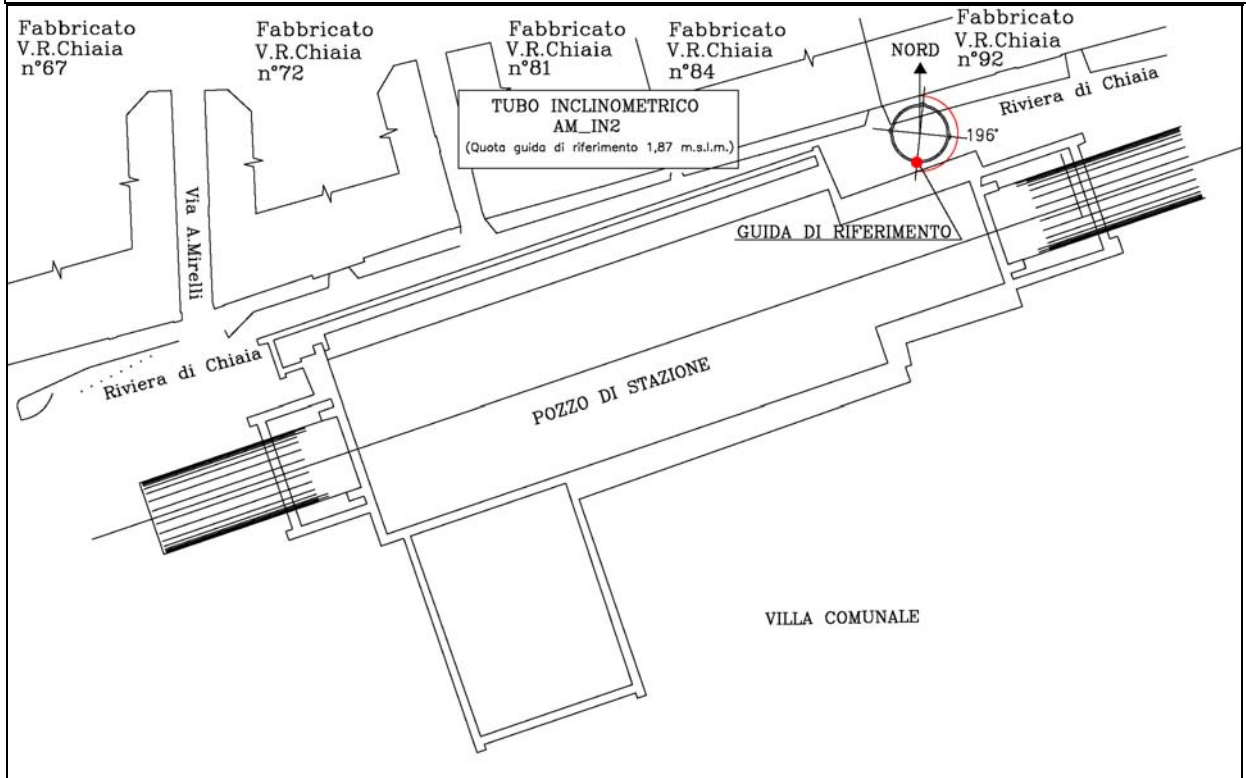 Fabbricato
V.R.Chiaia
n°67
Fabbricato
V.R.Chiaia
n°72
Fabbricato
V.R.Chiaia
n°81
Fabbricato
V.R.Chiaia
n°84
Fabbricato
V.R.Chiaia
n°92
NORD
TUBO INCLINOMETRICO
AM_IN2
(Quota guida di riferimento 1,87 m.s.l.m.)
Riviera di Chiaia
196°
Via A.Mirelli
GUIDA DI RIFERIMENTO
Riviera di Chiaia
POZZO DI STAZIONE
VILLA COMUNALE